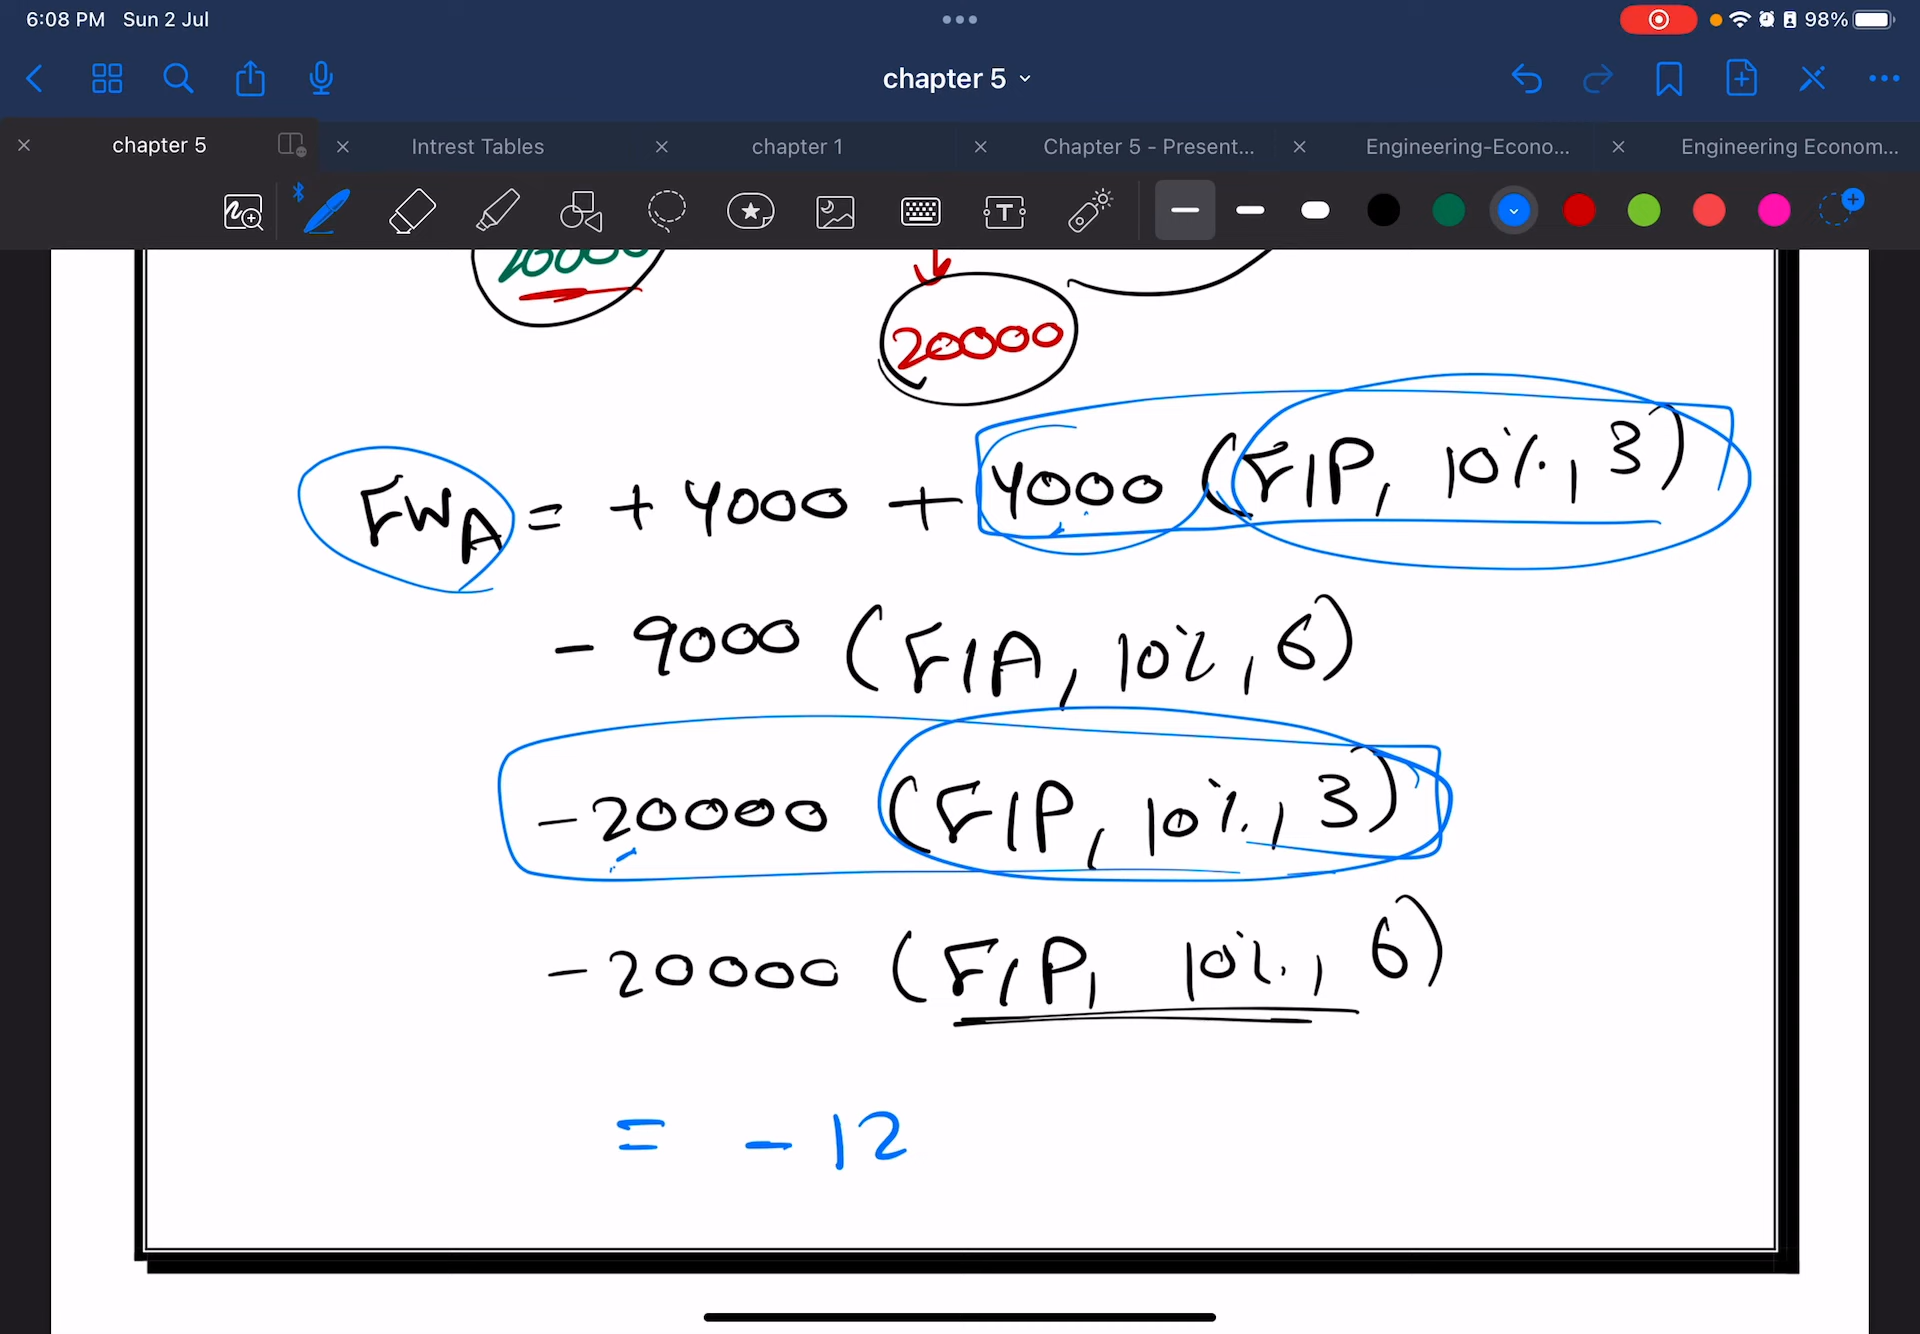 6:08 PM Sun 2 Jul
98%
chapter 5
chapter 5
Intrest Tables
chapter 1
Chapter 5 - Present...
Engineering-Econo...
Engineering Econom...
T
20000
FWA = + 4000 + 4000 (F/P, 10%, 3)
- 9000 (F/A, 10%, 6)
-20000 (F/P, 10%, 3)
-20000 (F/P, 10%, 6)
= - 12